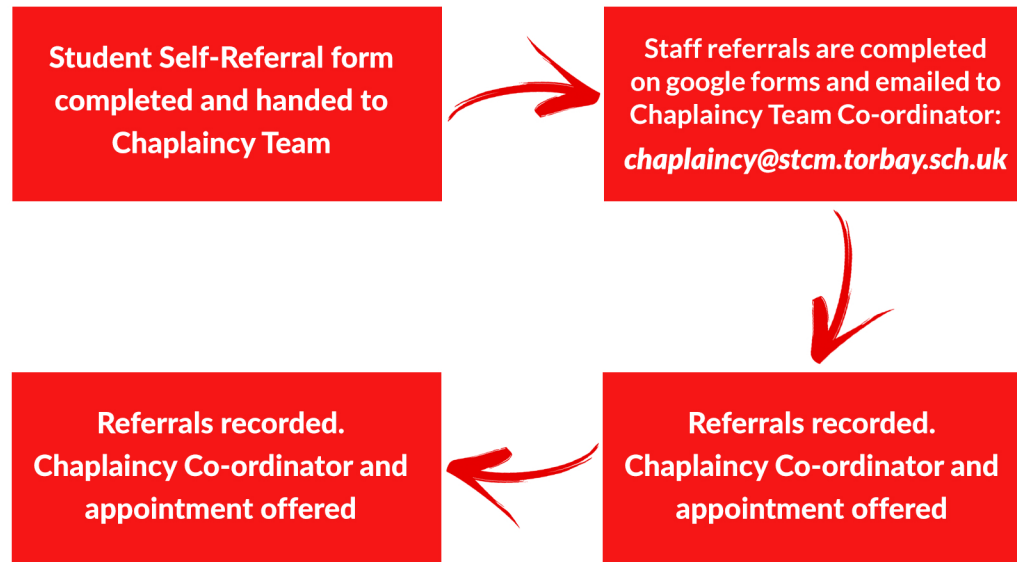 Student Self-Referral form
completed and handed to
Chaplaincy Team
Staff referrals are completed
on google forms and emailed to
Chaplaincy Team Co-ordinator:
chaplaincy@stcm.torbay.sch.uk
Referrals recorded.
Chaplaincy Co-ordinator and
appointment offered
Referrals recorded.
Chaplaincy Co-ordinator and
appointment offered